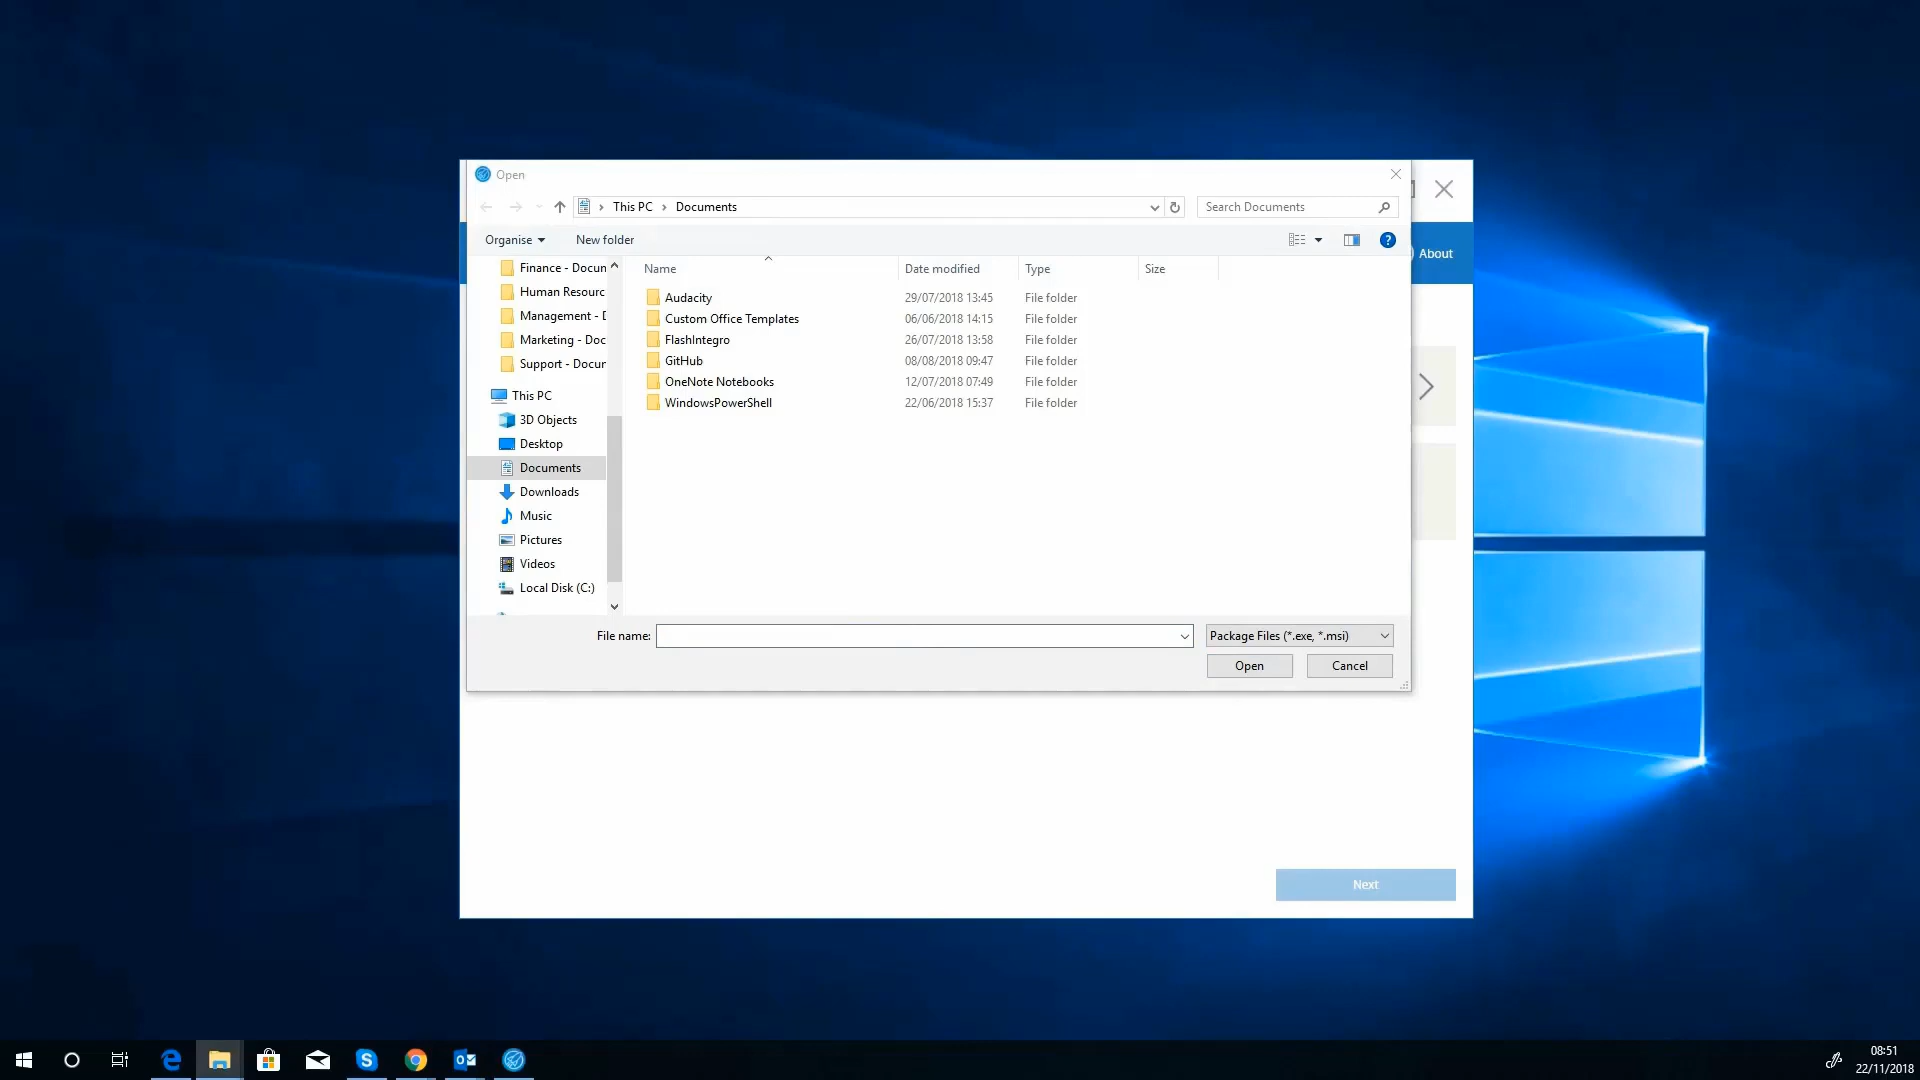 Open
This PC > Documents
Search Documents
Organise
New folder
About
Name
Date modified
Type
Size
Finance - Docum
Human Resourc
Management - D
Marketing - Doc
Support - Docur
This PC
3D Objects
Desktop
Documents
Downloads
Music
Pictures
Videos
Local Disk (C:)
Audacity 29/07/2018 13:45 File folder
Custom Office Templates 06/06/2018 14:15 File folder
FlashIntegro 26/07/2018 13:58 File folder
GitHub 08/08/2018 09:47 File folder
OneNote Notebooks 12/07/2018 07:49 File folder
WindowsPowerShell 22/06/2018 15:37 File folder
File name:
Package Files (*.exe, *.msi)
Open
Cancel
Next
08:51
22/11/2018